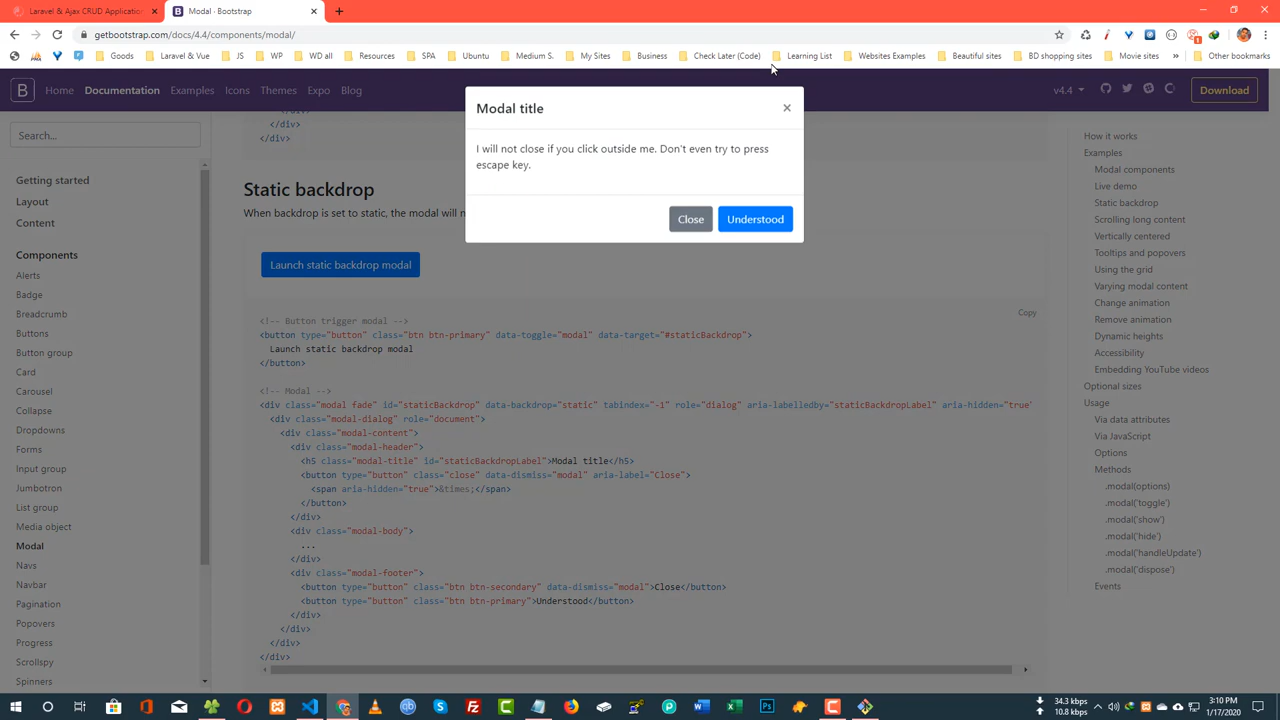 Laravel & Ajax CRUD Application
Modal · Bootstrap
getbootstrap.com/docs/4.4/components/modal/
Goods
Laravel & Vue
JS
WP
WD all
Resources
SPA
Ubuntu
Medium S.
My Sites
Business
Check Later (Code)
Learning List
Websites Examples
Beautiful sites
BD shopping sites
Movie sites
»
Other bookmarks
B Home Documentation Examples Icons Themes Expo Blog
v4.4
Download
Search...
Getting started
Layout
Content
Components
Alerts
Badge
Breadcrumb
Buttons
Button group
Card
Carousel
Collapse
Dropdowns
Forms
Input group
Jumbotron
List group
Media object
Modal
Navs
Navbar
Pagination
Popovers
Progress
Scrollspy
Spinners
</div>
</div>
Static backdrop
When backdrop is set to static, the modal will n
Launch static backdrop modal
Modal title
×
I will not close if you click outside me. Don't even try to press
escape key.
Close
Understood
Copy
<!-- Button trigger modal -->
<button type="button" class="btn btn-primary" data-toggle="modal" data-target="#staticBackdrop">
Launch static backdrop modal
</button>
<!-- Modal -->
<div class="modal fade" id="staticBackdrop" data-backdrop="static" tabindex="-1" role="dialog" aria-labelledby="staticBackdropLabel" aria-hidden="true"
<div class="modal-dialog" role="document">
<div class="modal-content">
<div class="modal-header">
<h5 class="modal-title" id="staticBackdropLabel">Modal title</h5>
<button type="button" class="close" data-dismiss="modal" aria-label="Close">
<span aria-hidden="true">&times;</span>
</button>
</div>
<div class="modal-body">
...
</div>
<div class="modal-footer">
<button type="button" class="btn btn-secondary" data-dismiss="modal">Close</button>
<button type="button" class="btn btn-primary">Understood</button>
</div>
</div>
</div>
</div>
How it works
Examples
Modal components
Live demo
Static backdrop
Scrolling long content
Vertically centered
Tooltips and popovers
Using the grid
Varying modal content
Change animation
Remove animation
Dynamic heights
Accessibility
Embedding YouTube videos
Optional sizes
Usage
Via data attributes
Via JavaScript
Options
Methods
.modal(options)
.modal('toggle')
.modal('show')
.modal('hide')
.modal('handleUpdate')
.modal('dispose')
Events
34.3 kbps
10.8 kbps
3:10 PM
1/17/2020